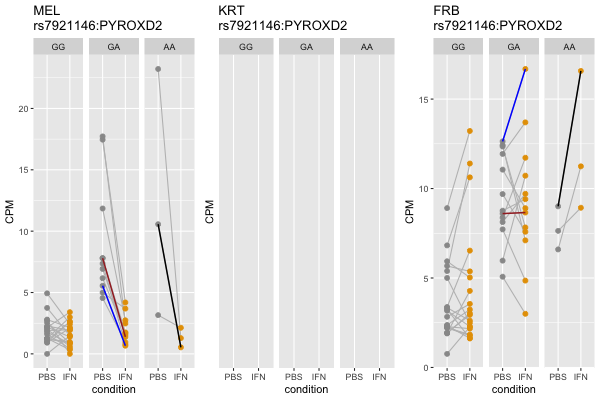 MEL
rs7921146:PYROXD2
GG GA AA
CPM
20
15
10
5
0
PBS IFN PBS IFN PBS IFN
condition
KRT
rs7921146:PYROXD2
GG GA AA
CPM
PBS IFN PBS IFN PBS IFN
condition
FRB
rs7921146:PYROXD2
GG GA AA
CPM
15
10
5
0
PBS IFN PBS IFN PBS IFN
condition